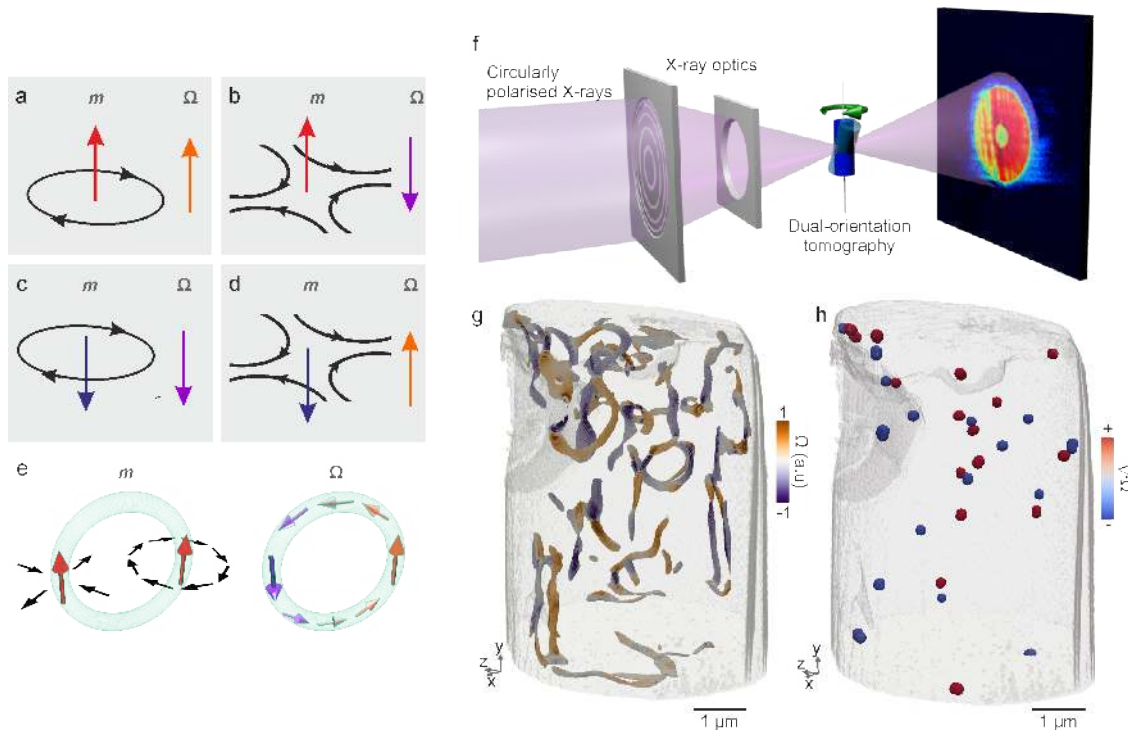 a
m
Ω
b
m
Ω
c
m
Ω
d
m
Ω
e
m
Ω
f
Circularly
polarised X-rays
X-ray optics
Dual-orientation
tomography
g
1
Ω (a.u)
-1
y
z
x
1 µm
h
+
∇·Ω
-
y
z
x
1 µm